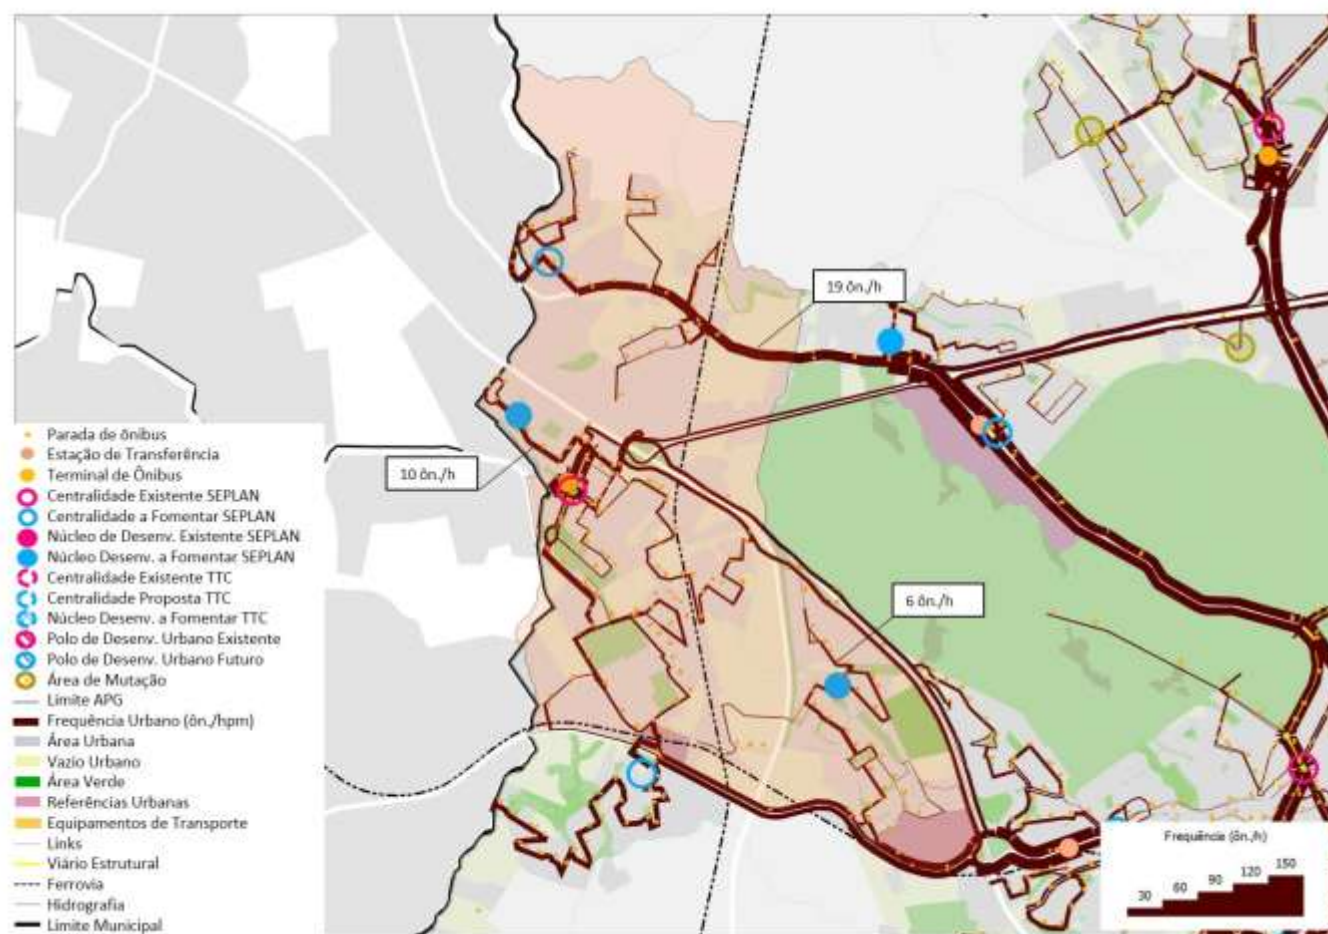 19 ôn./h
10 ôn./h
6 ôn./h
Parada de ônibus
Estação de Transferência
Terminal de Ônibus
Centralidade Existente SEPLAN
Centralidade a Fomentar SEPLAN
Núcleo de Desenv. Existente SEPLAN
Núcleo Desenv. a Fomentar SEPLAN
Centralidade Existente TTC
Centralidade Proposta TTC
Núcleo Desenv. a Fomentar TTC
Polo de Desenv. Urbano Existente
Polo de Desenv. Urbano Futuro
Área de Mutação
Limite APG
Frequência Urbano (ôn./hpm)
Área Urbana
Vazio Urbano
Área Verde
Referências Urbanas
Equipamentos de Transporte
Links
Viário Estrutural
Ferrovia
Hidrografia
Limite Municipal
Frequência (ôn./h)
30 60 90 120 150